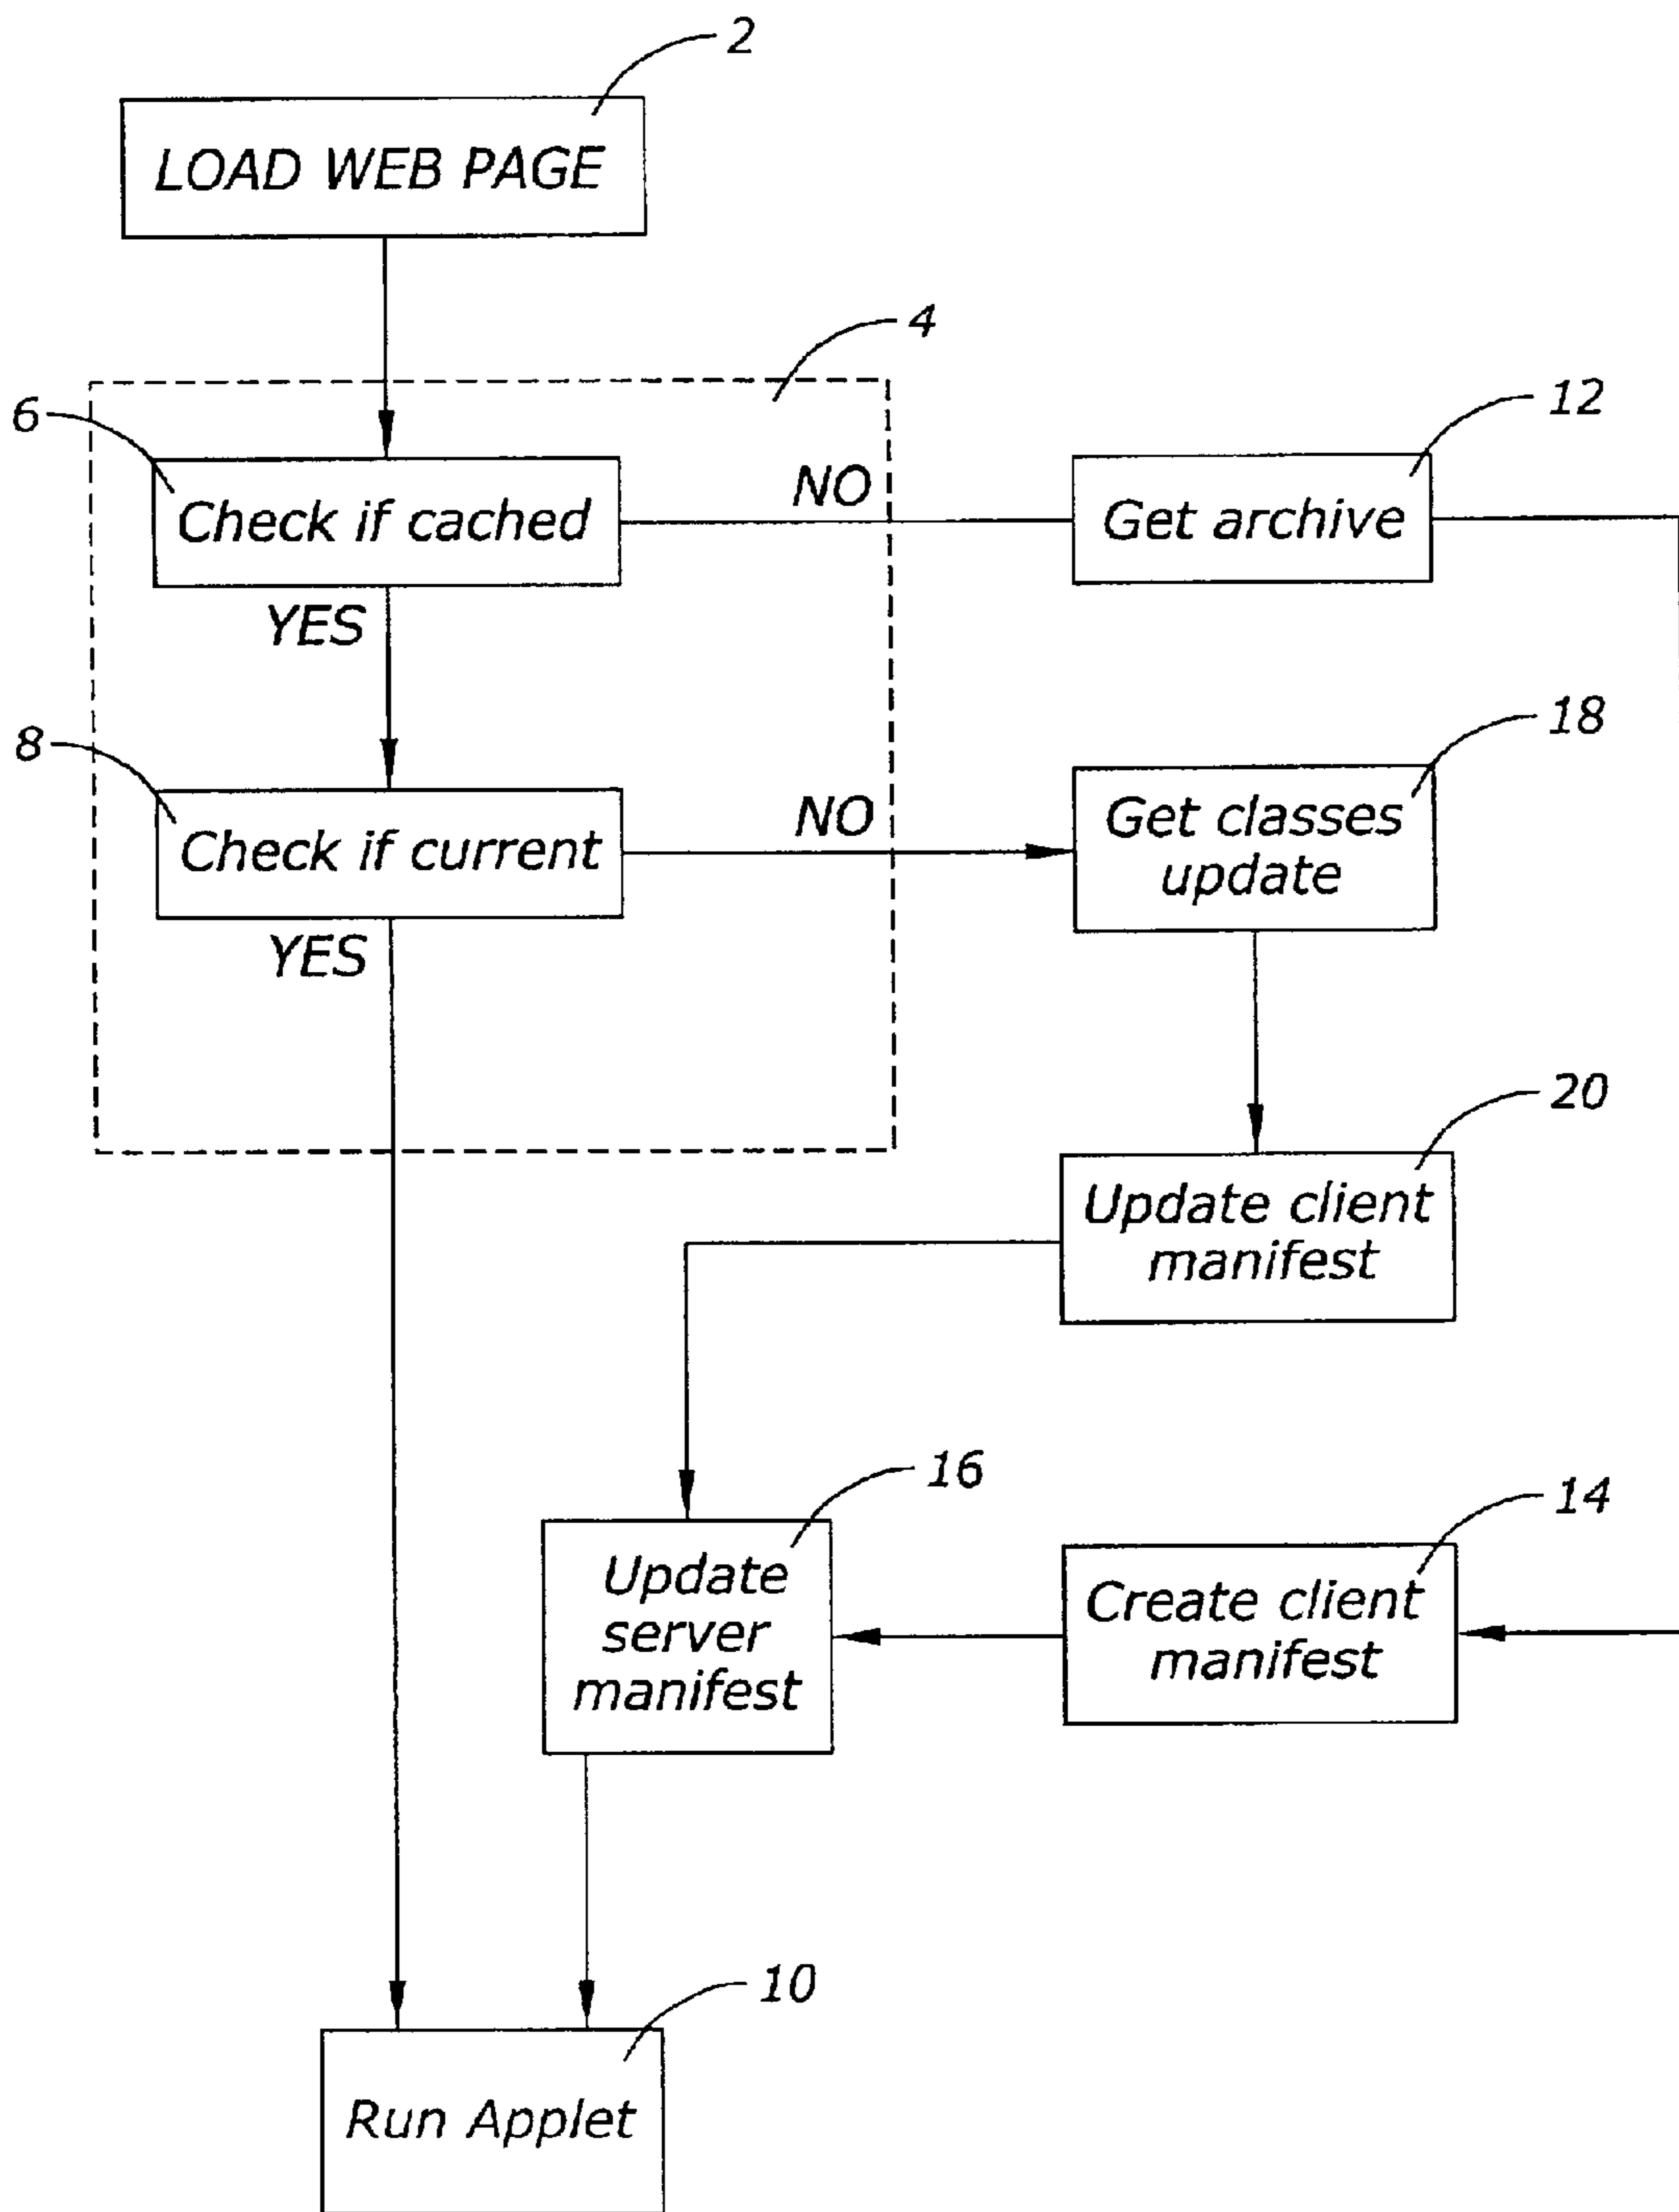 2
LOAD WEB PAGE
4
6
12
Check if cached
NO
Get archive
YES
18
8
Check if current
NO
Get classes
update
YES
20
Update client
manifest
16
14
Update
server
manifest
Create client
manifest
10
Run Applet